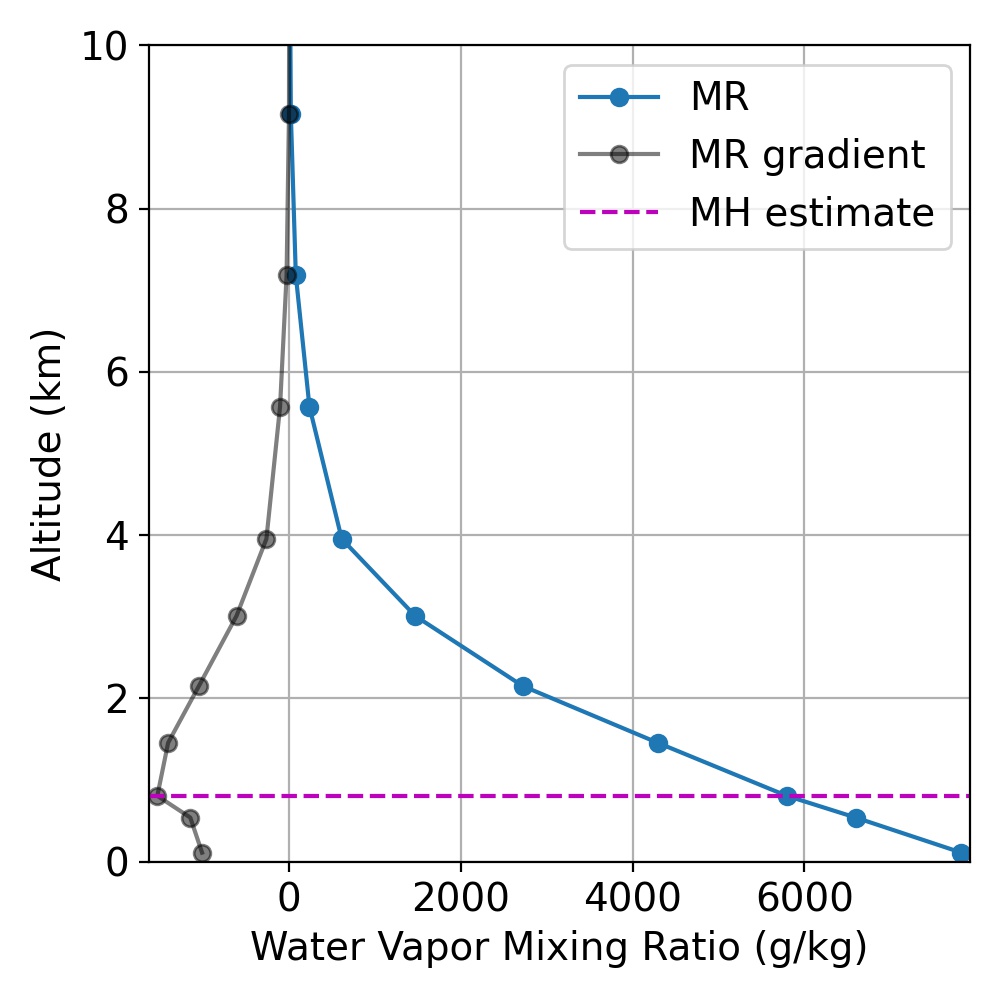 10
8
6
4
2
0
Altitude (km)
0 2000 4000 6000
Water Vapor Mixing Ratio (g/kg)
MR
MR gradient
MH estimate